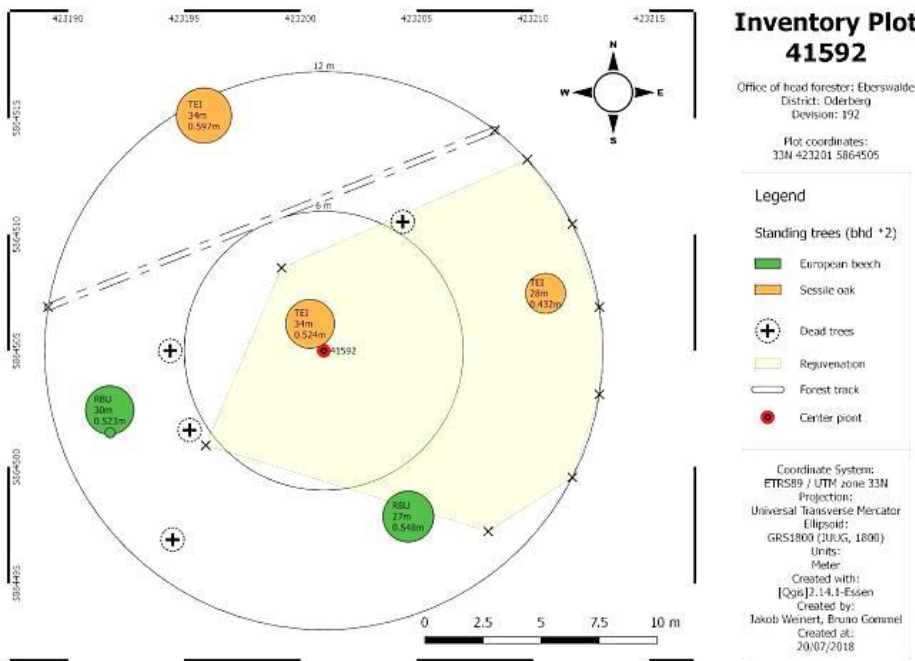 423190 423195 423200 423205 423210 423215
Inventory Plot
41592
Office of head forester: Eberswalde
District: Oderberg
Devision: 192
Plot coordinates:
33N 423201 5864505
Legend
Standing trees (bhd *2)
European beech
Sessile oak
Dead trees
Rejuvenation
Forest track
Center piont
Coordinate System:
ETRS89 / UTM zone 33N
Projection:
Universal Transverse Mercator
Ellipsoid:
GRS1800 (IUUG, 1800)
Units:
Meter
Created with:
[Qgis]2.14.1-Essen
Created by:
Jakob Weinert, Bruno Gommel
Created at:
20/07/2018
N
W E
S
12 m
6 m
TEI
34m
0.597m
TEI
28m
0.432m
TEI
34m
0.524m
41592
RBU
30m
0.523m
RBU
27m
0.548m
5864515
5864510
5864505
5864500
5864495
0 2.5 5 7.5 10 m